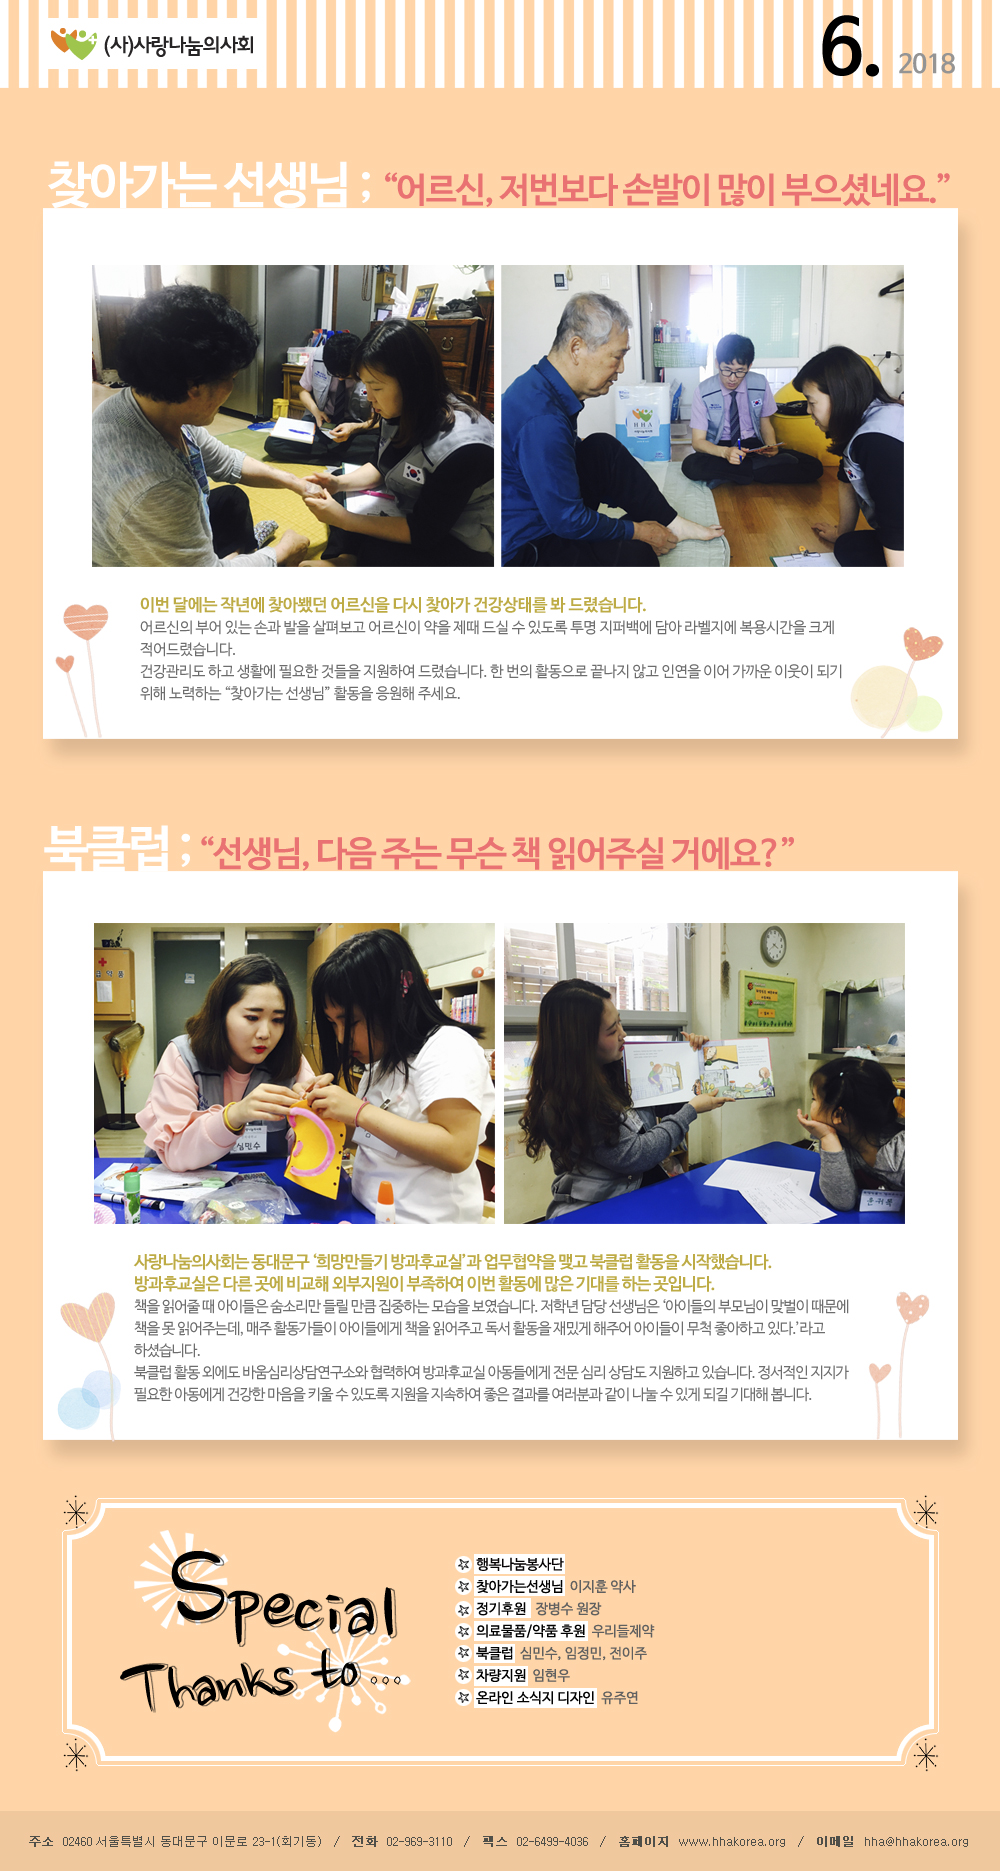 (사)사랑나눔의사회
6. 2018
찾아가는 선생님 ; “어르신, 저번보다 손발이 많이 부으셨네요.”
HHA
이번 달에는 작년에 찾아뵀던 어르신을 다시 찾아가 건강상태를 봐 드렸습니다.
어르신의 부어 있는 손과 발을 살펴보고 어르신이 약을 제때 드실 수 있도록 투명 지퍼백에 담아 라벨지에 복용시간을 크게
적어드렸습니다.
건강관리도 하고 생활에 필요한 것들을 지원하여 드렸습니다. 한 번의 활동으로 끝나지 않고 인연을 이어 가까운 이웃이 되기
위해 노력하는 “찾아가는 선생님” 활동을 응원해 주세요.
북클럽 ; “선생님, 다음 주는 무슨 책 읽어주실 거에요?”
심민수
사랑나눔의사회는 동대문구 ‘희망만들기 방과후교실’과 업무협약을 맺고 북클럽 활동을 시작했습니다.
방과후교실은 다른 곳에 비교해 외부지원이 부족하여 이번 활동에 많은 기대를 하는 곳입니다.
책을 읽어줄 때 아이들은 숨소리만 들릴 만큼 집중하는 모습을 보였습니다. 저학년 담당 선생님은 ‘아이들의 부모님이 맞벌이 때문에
책을 못 읽어주는데, 매주 활동가들이 아이들에게 책을 읽어주고 독서 활동을 재밌게 해주어 아이들이 무척 좋아하고 있다.’라고
하셨습니다.
북클럽 활동 외에도 바움심리상담연구소와 협력하여 방과후교실 아동들에게 전문 심리 상담도 지원하고 있습니다. 정서적인 지지가
필요한 아동에게 건강한 마음을 키울 수 있도록 지원을 지속하여 좋은 결과를 여러분과 같이 나눌 수 있게 되길 기대해 봅니다.
Special
Thanks to...
행복나눔봉사단
찾아가는선생님 이지훈 약사
정기후원 장병수 원장
의료물품/약품 후원 우리들제약
북클럽 심민수, 임정민, 전이주
차량지원 임현우
온라인 소식지 디자인 유주연
주소 02460 서울특별시 동대문구 이문로 23-1(회기동) / 전화 02-969-3110 / 팩스 02-6499-4036 / 홈페이지 www.hhakorea.org / 이메일 hha@hhakorea.org